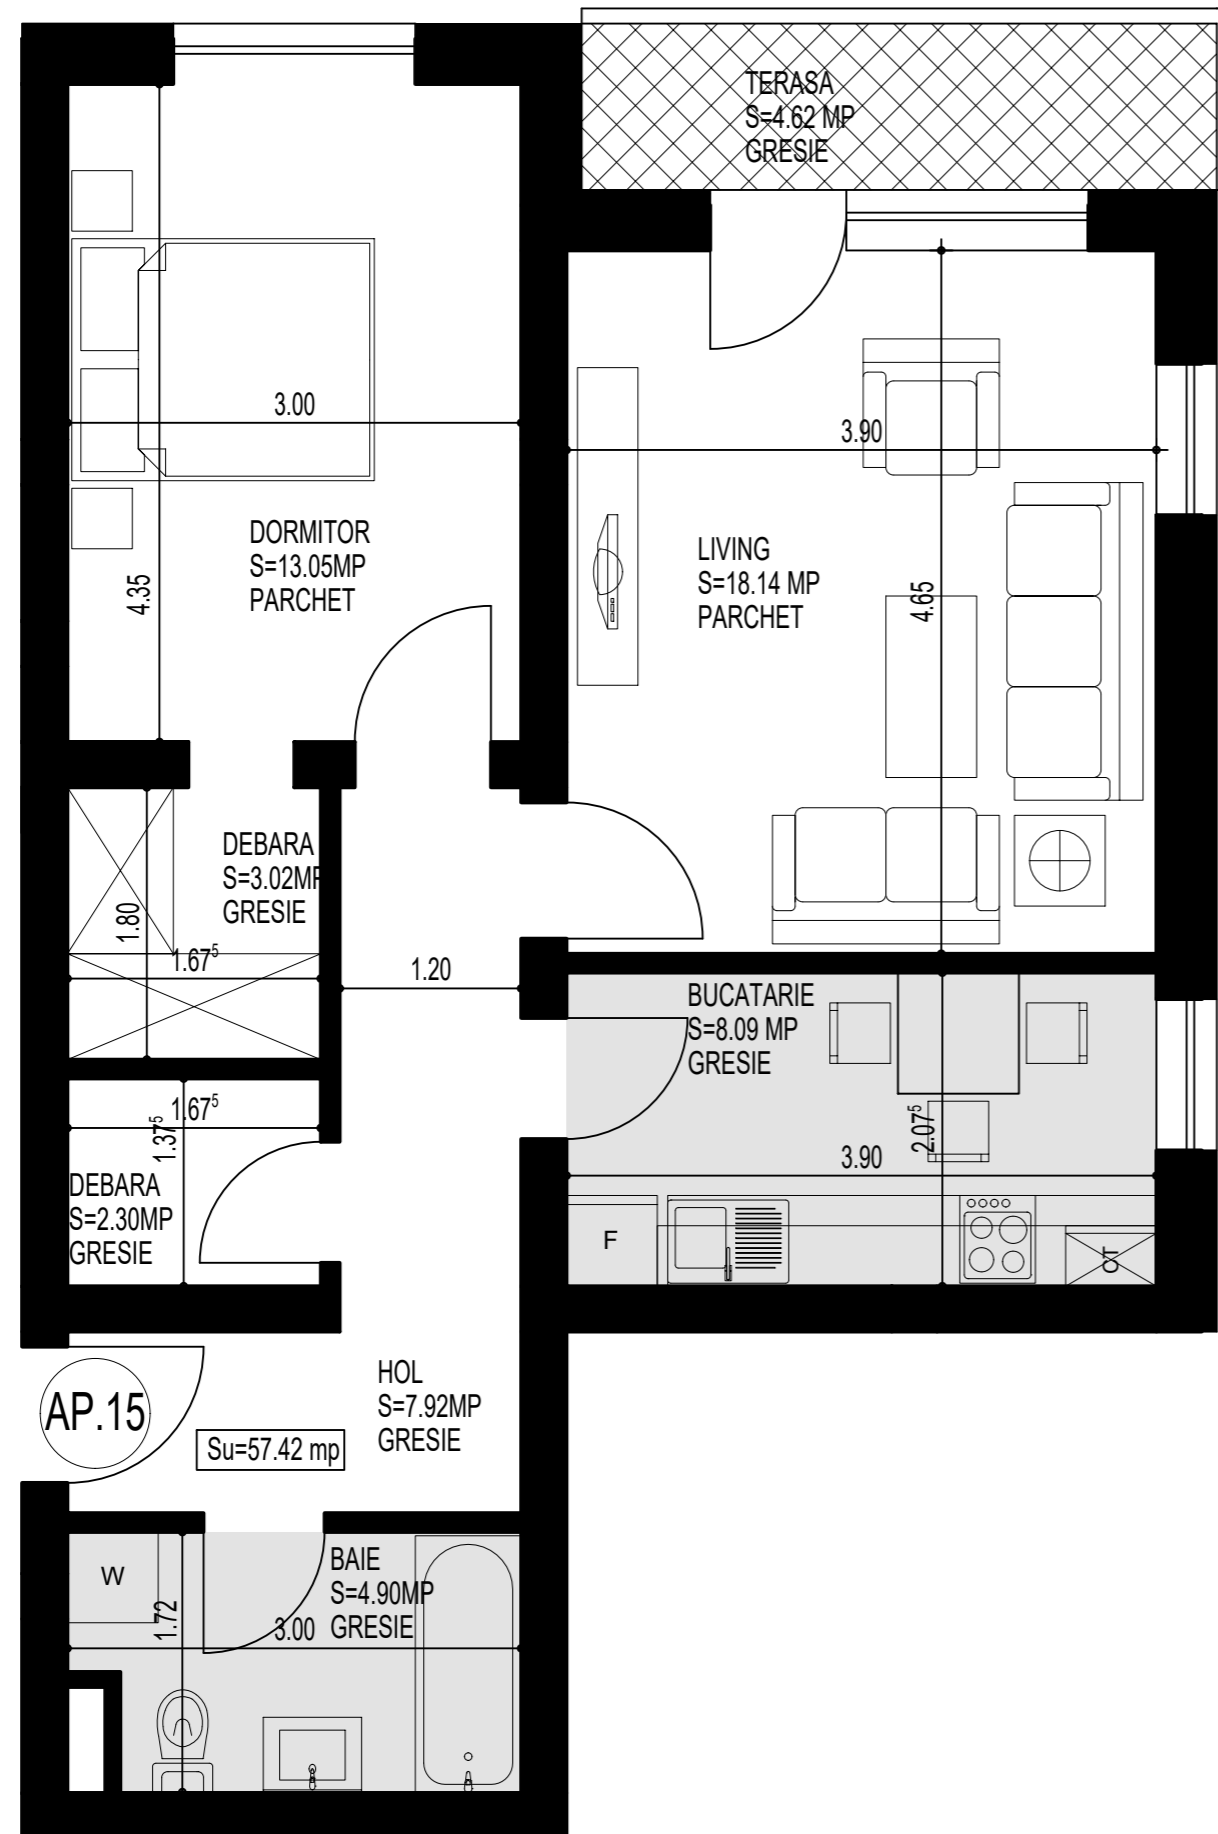 TERASA
S=4.62 MP
GRESIE
3.00
3.90
DORMITOR
S=13.05MP
PARCHET
4.35
LIVING
S=18.14 MP
PARCHET
4.65
DEBARA
S=3.02MP
GRESIE
1.80
1.67⁵
1.20
BUCATARIE
S=8.09 MP
GRESIE
1.67⁵
1.37⁵
2.07⁵
3.90
DEBARA
S=2.30MP
GRESIE
F
CT
HOL
S=7.92MP
GRESIE
AP.15
Su=57.42 mp
W
BAIE
S=4.90MP
GRESIE
1.72
3.00